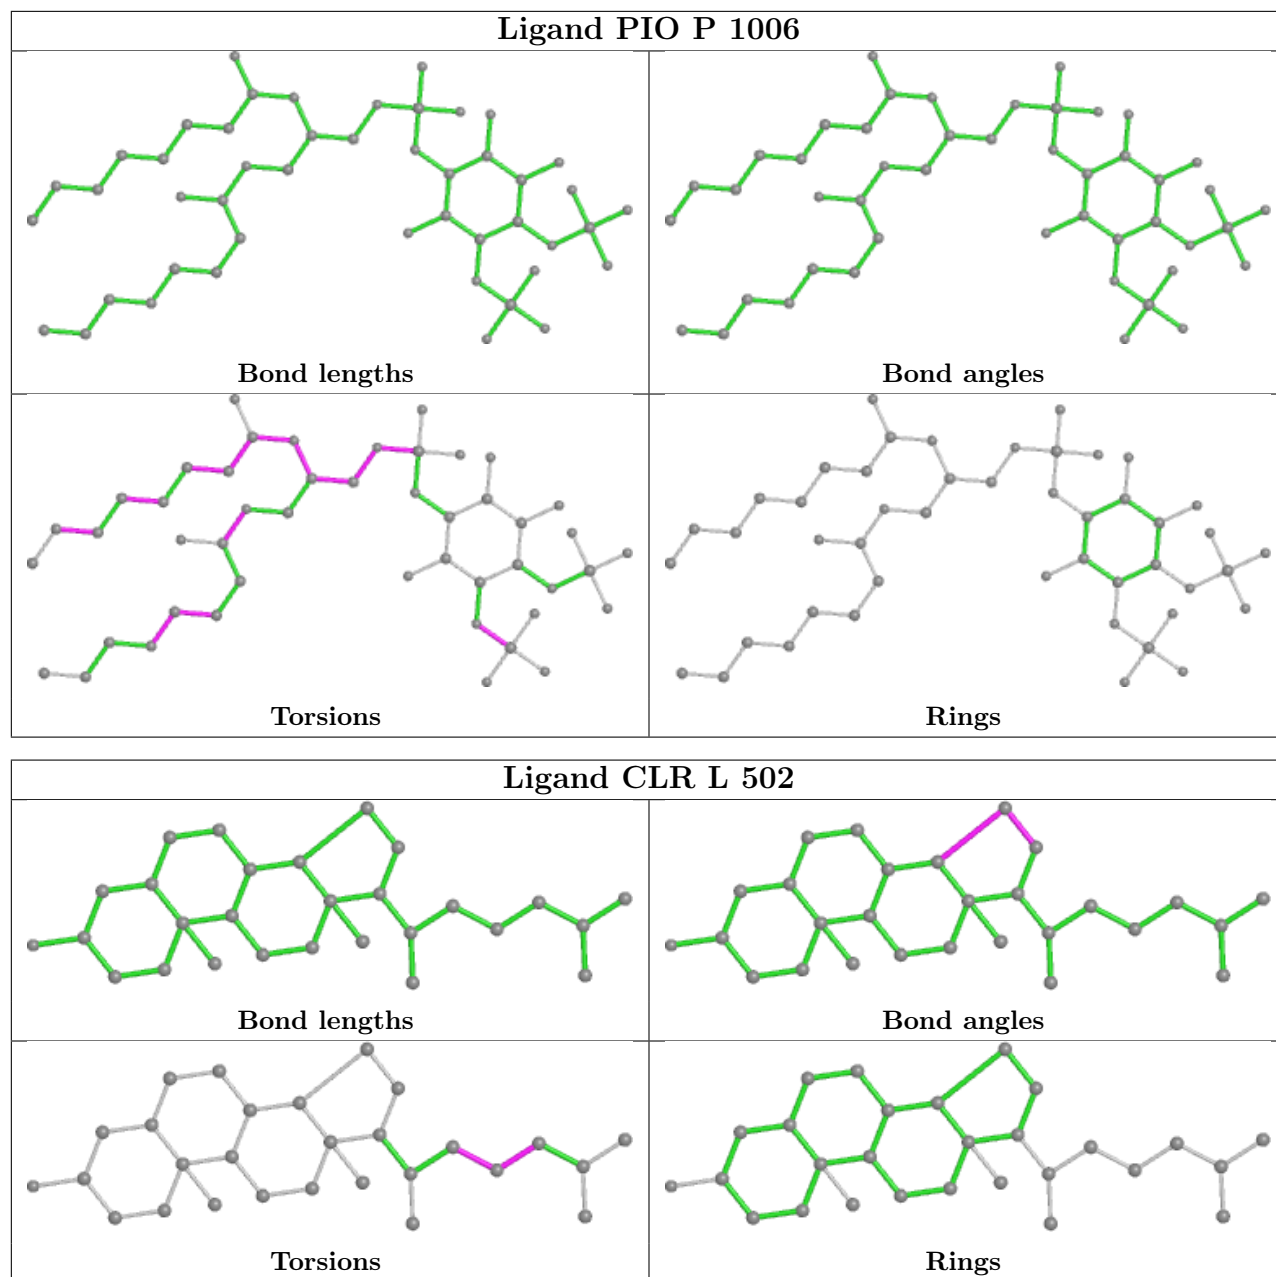 Ligand PIO P 1006
Bond lengths
Bond angles
Torsions
Rings
Ligand CLR L 502
Bond lengths
Bond angles
Torsions
Rings